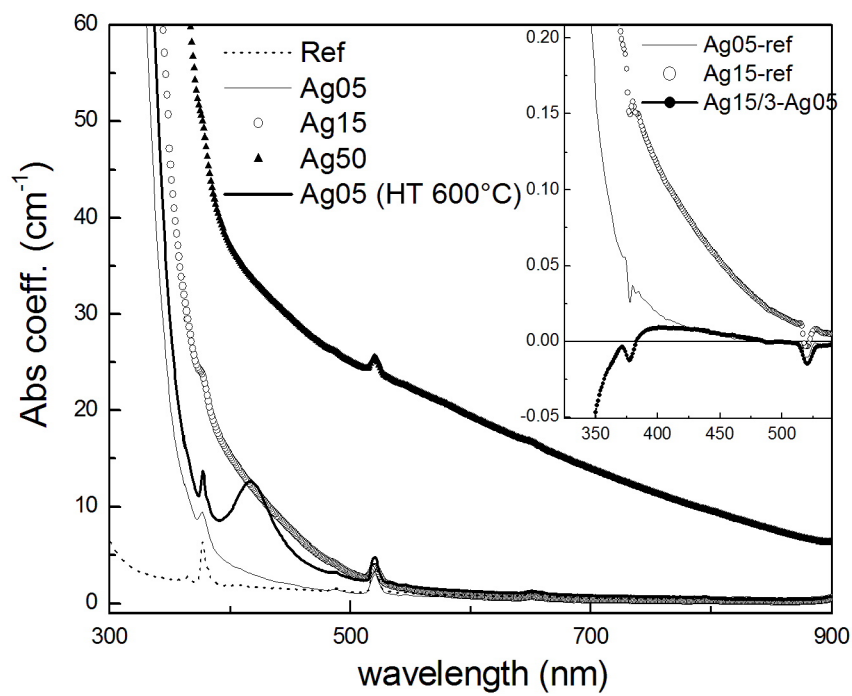 60
50
40
30
20
10
0
Abs coeff. (cm⁻¹)
Ref
Ag05
Ag15
Ag50
Ag05 (HT 600°C)
300
500
700
900
wavelength (nm)
0.20
0.15
0.10
0.05
0.00
-0.05
Ag05-ref
Ag15-ref
Ag15/3-Ag05
350
400
450
500